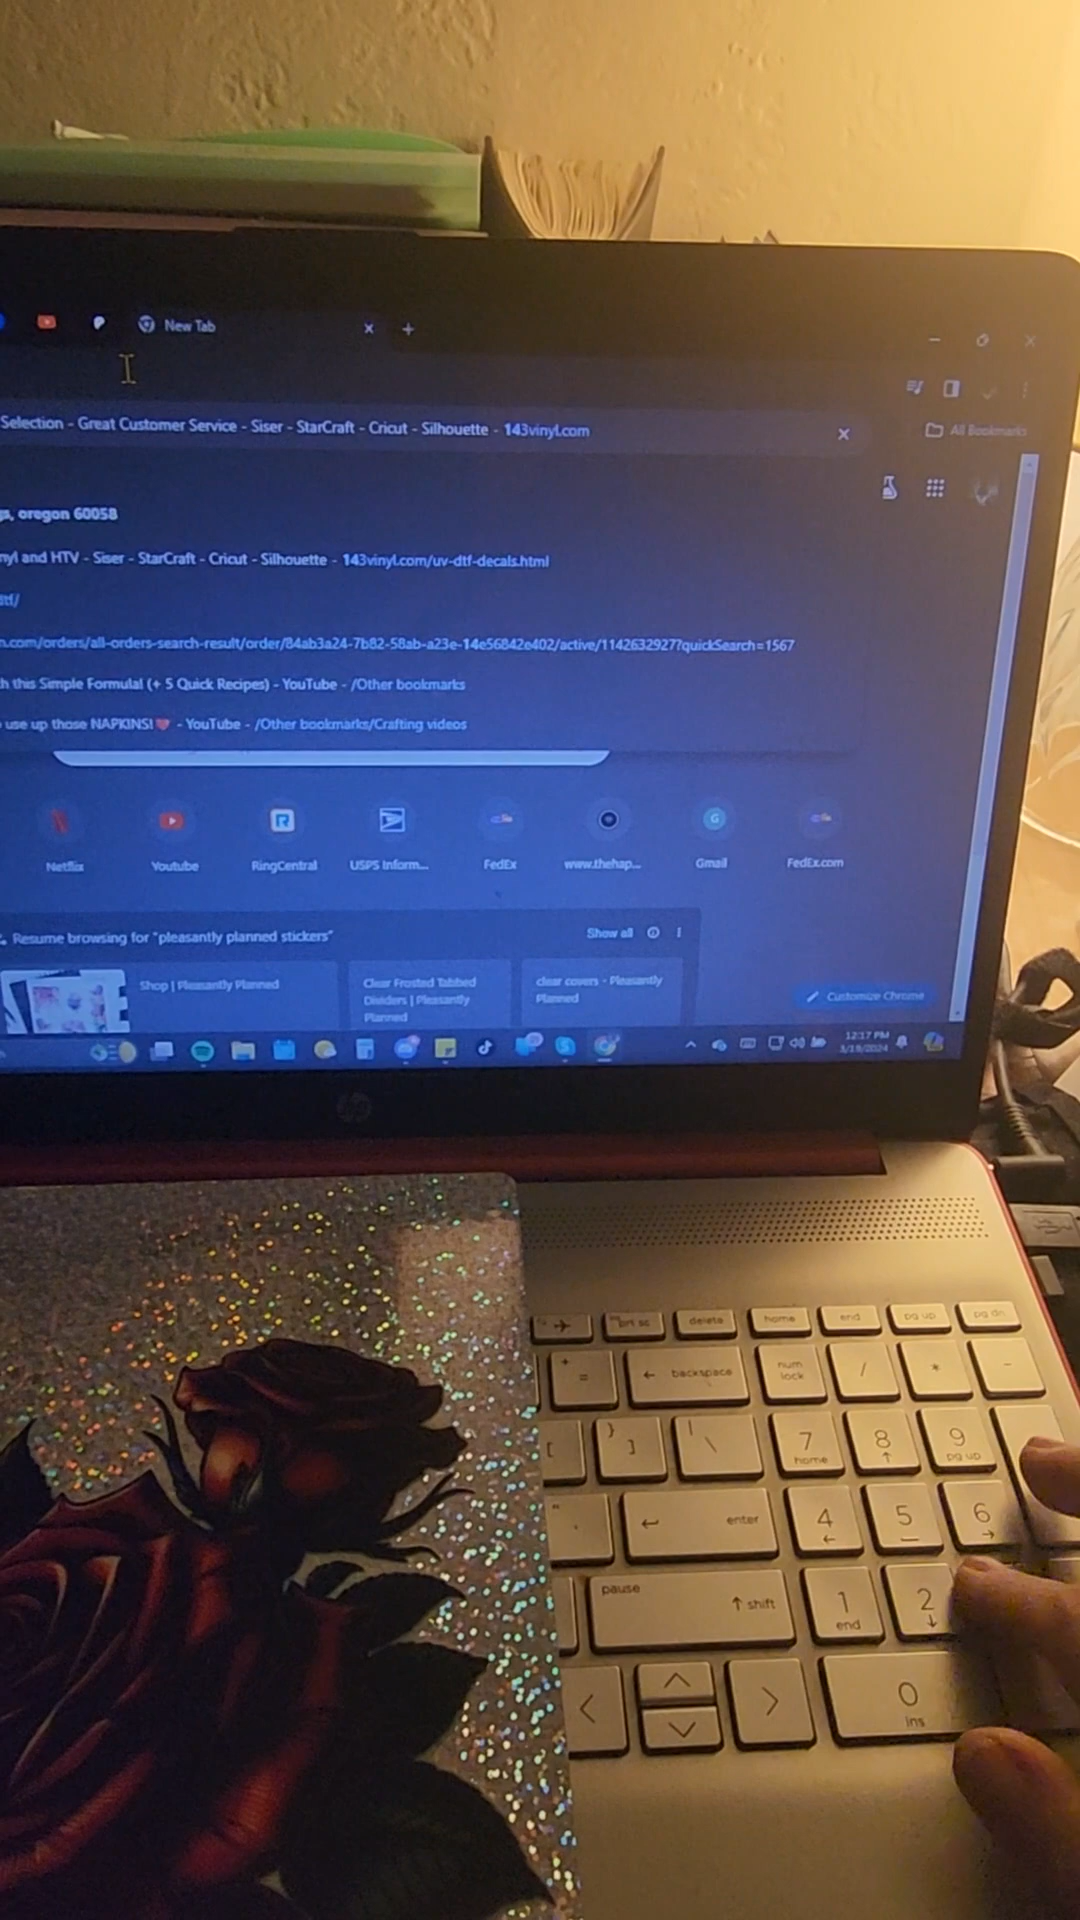 New Tab
Selection - Great Customer Service - Siser - StarCraft - Cricut - Silhouette - 143vinyl.com
All Bookmarks
gs, oregon 60058
nyl and HTV - Siser - StarCraft - Cricut - Silhouette - 143vinyl.com/uv-dtf-decals.html
dtf/
n.com/orders/all-orders-search-result/order/84ab3a24-7b82-58ab-a23e-14e56842e402/active/1142632927?quickSearch=1567
h this Simple Formula! (+ 5 Quick Recipes) - YouTube - /Other bookmarks
use up those NAPKINS!❤ - YouTube - /Other bookmarks/Crafting videos
Netflix Youtube RingCentral USPS Inform... FedEx www.thehap... Gmail FedEx.com
Resume browsing for "pleasantly planned stickers" Show all
Shop | Pleasantly Planned
Clear Frosted Tabbed
Dividers | Pleasantly
Planned
clear covers - Pleasantly
Planned
Customize Chrome
12:17 PM
3/19/2024
hp
prt sc delete home end pg up pg dn
+ = ← backspace num lock / * -
[ } ] | \ 7 home 8 ↑ 9 pg up
" ' ← enter 4 ← 5 6 →
pause ↑ shift 1 end 2 ↓
0 ins